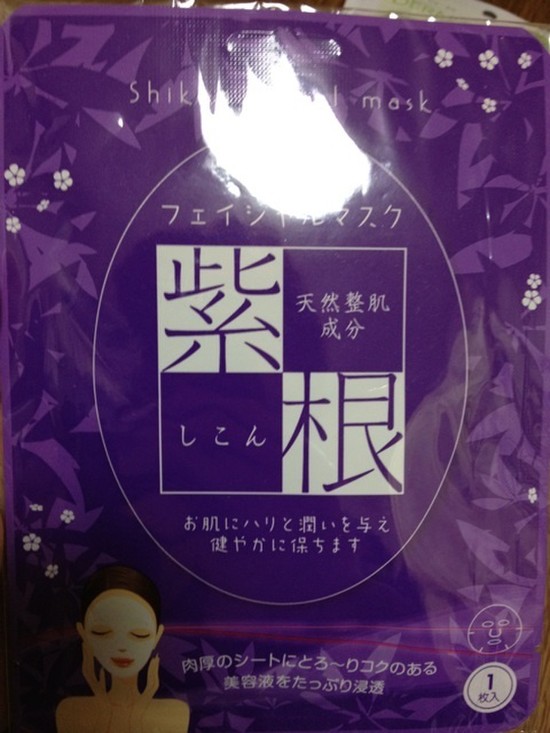 mask
フェイシャルマスク
紫根
天然整肌
成分
しこん
お肌にハリと潤いを与え
健やかに保ちます
肉厚のシートにとろ〜りコクのある
美容液をたっぷり浸透
1
枚入